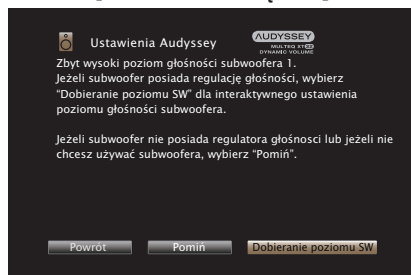 Ustawienia Audyssey
AUDYSSEY
MULTEQ XT32
DYNAMIC VOLUME
Zbyt wysoki poziom głośności subwoofera 1.
Jeżeli subwoofer posiada regulację głośności, wybierz
“Dobieranie poziomu SW” dla interaktywnego ustawienia
poziomu głośności subwoofera.
Jeżeli subwoofer nie posiada regulatora głośnosci lub jeżeli nie
chcesz używać subwoofera, wybierz “Pomiń”.
Powrót
Pomiń
Dobieranie poziomu SW